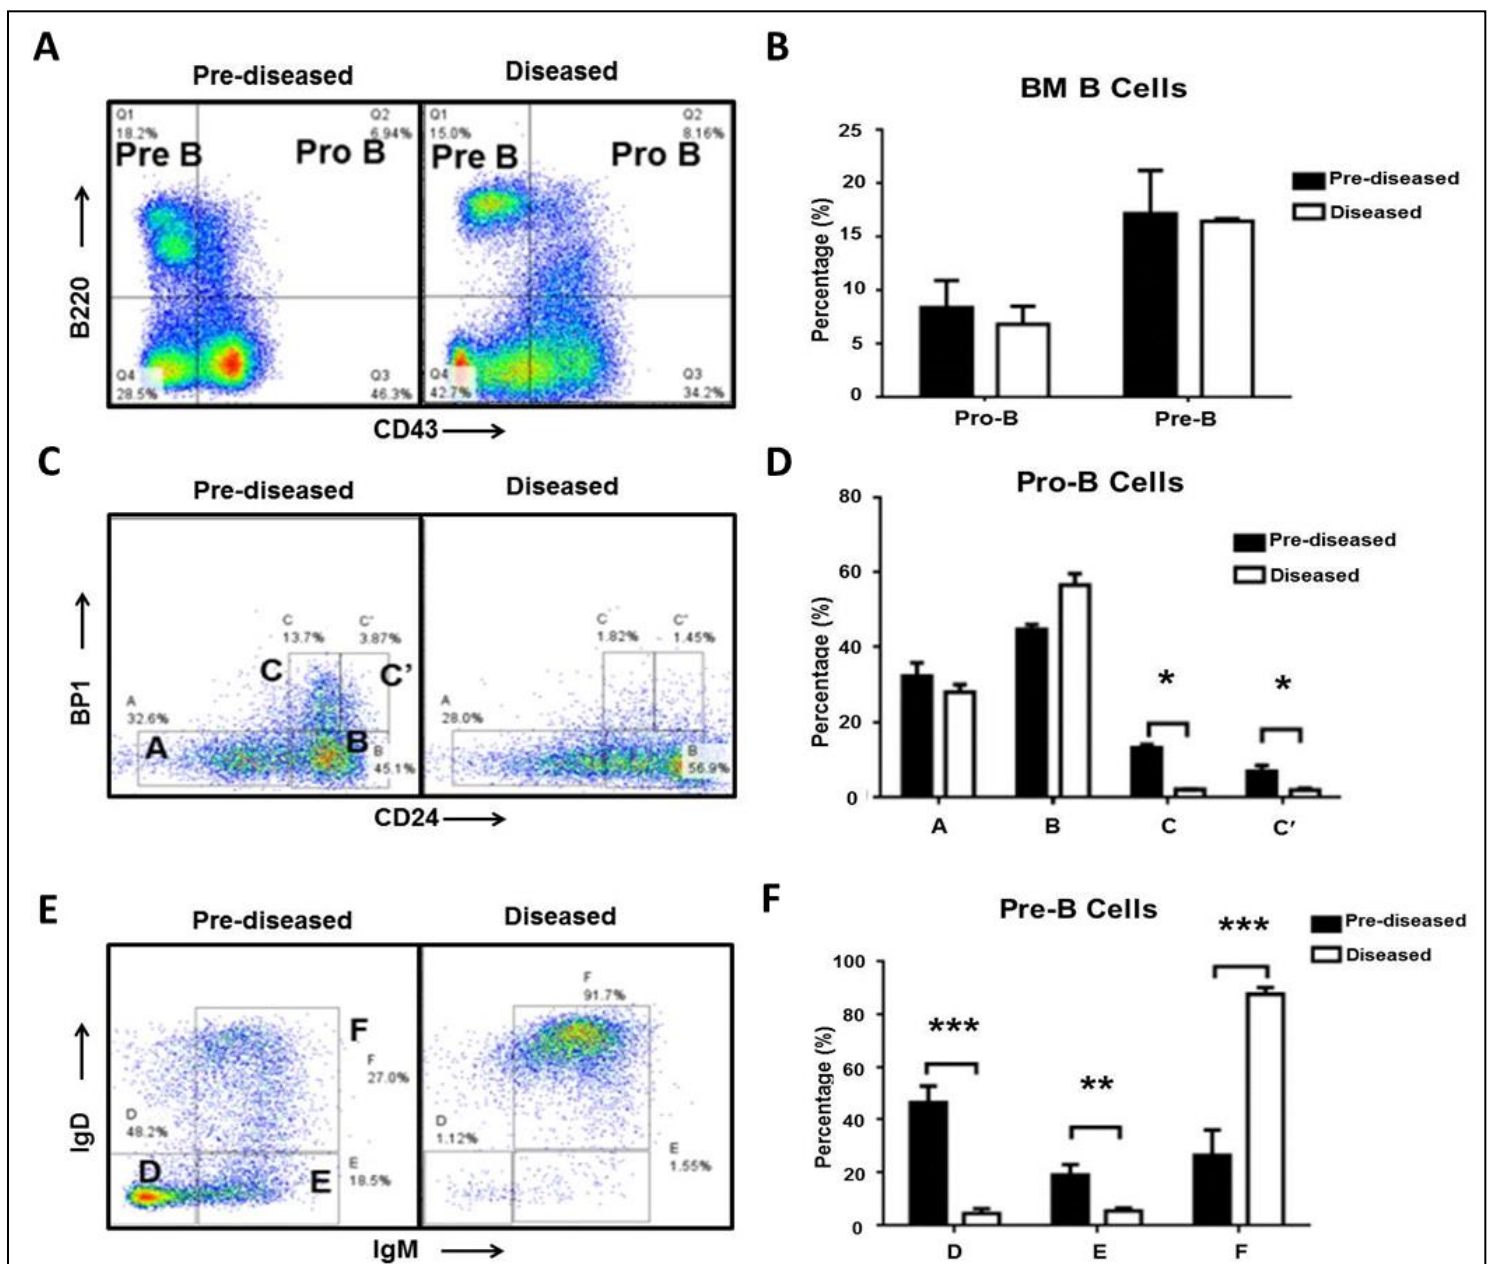 A
Pre-diseased
Diseased
Q1
18.2%
Q2
6.94%
Pre B
Pro B
Q4
28.5%
Q3
46.3%
Q1
15.0%
Q2
8.16%
Pre B
Pro B
Q4
42.7%
Q3
34.2%
B220
CD43
B
BM B Cells
Percentage (%)
25
20
15
10
5
0
Pro-B
Pre-B
Pre-diseased
Diseased
C
Pre-diseased
Diseased
C
13.7%
C'
3.87%
C
C'
A
32.6%
A
B
B
45.1%
C
1.82%
C'
1.45%
A
28.0%
B
56.9%
BP1
CD24
D
Pro-B Cells
Percentage (%)
80
60
40
20
0
A
B
C
C'
*
*
Pre-diseased
Diseased
E
Pre-diseased
Diseased
F
F
27.0%
D
48.2%
D
E
E
18.5%
F
91.7%
D
1.12%
E
1.55%
IgD
IgM
F
Pre-B Cells
Percentage (%)
100
80
60
40
20
0
D
E
F
***
**
***
Pre-diseased
Diseased